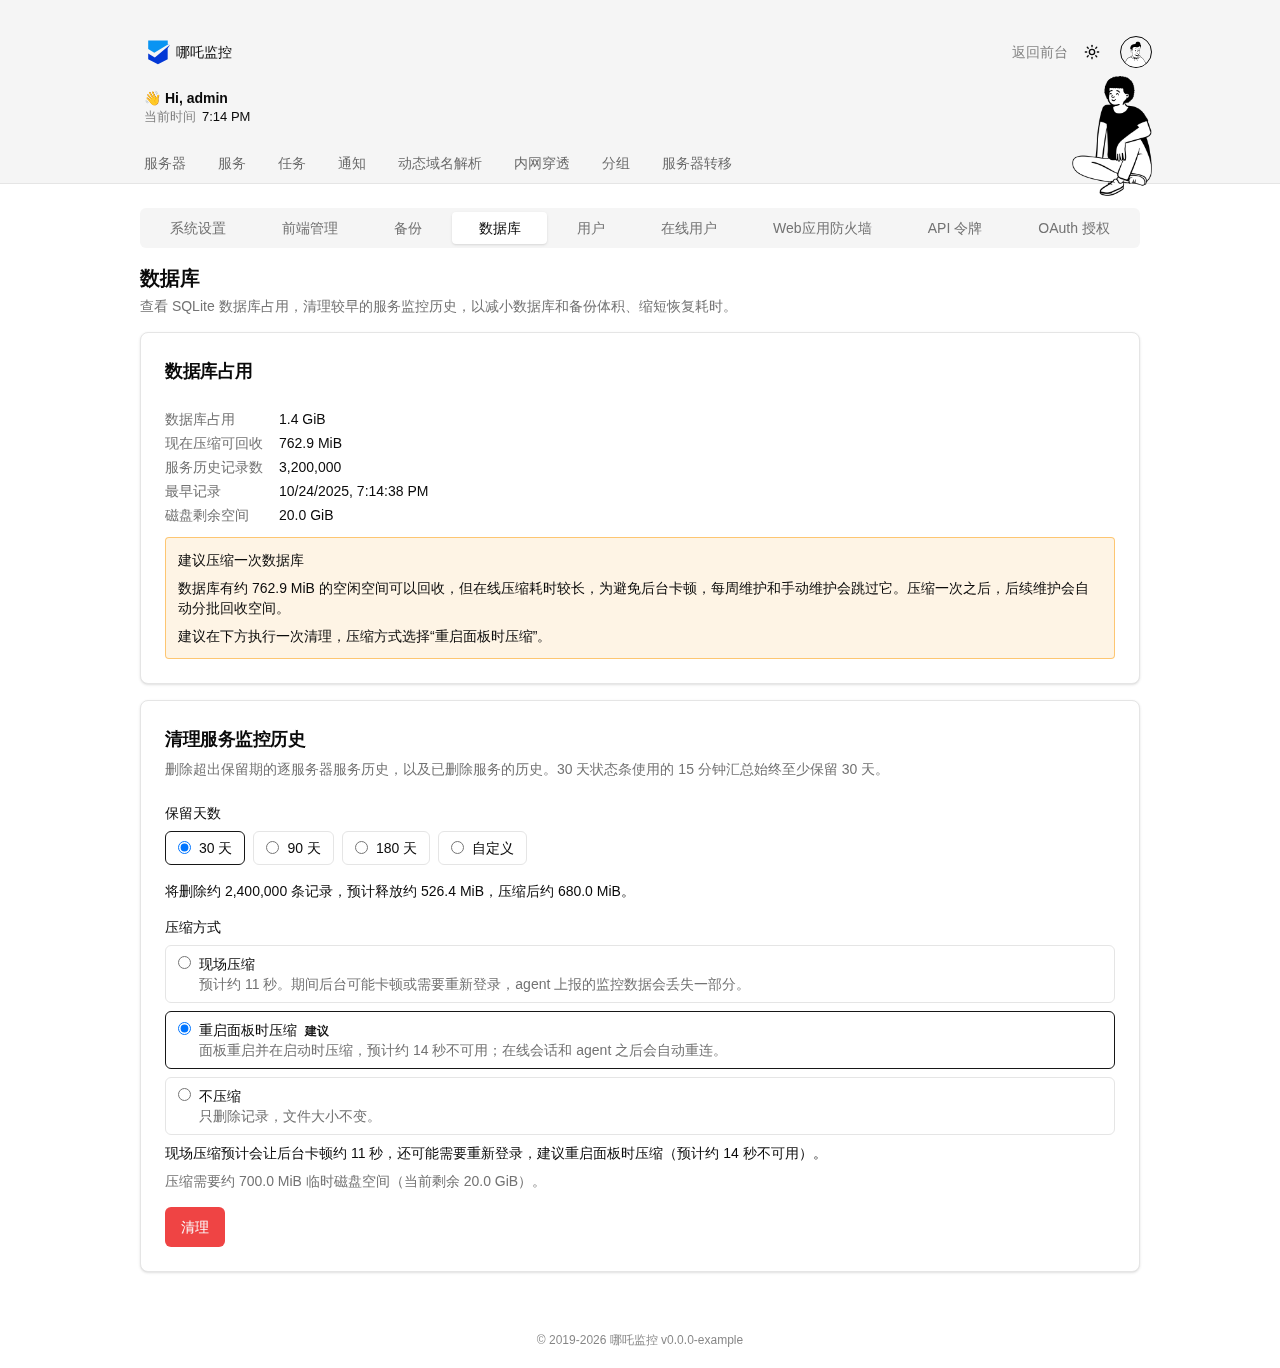 哪吒监控
返回前台
👋 Hi, admin
当前时间 7:14 PM
服务器 服务 任务 通知 动态域名解析 内网穿透 分组 服务器转移
系统设置 前端管理 备份 数据库 用户 在线用户 Web应用防火墙 API 令牌 OAuth 授权
数据库
查看 SQLite 数据库占用，清理较早的服务监控历史，以减小数据库和备份体积、缩短恢复耗时。
数据库占用
数据库占用 1.4 GiB
现在压缩可回收 762.9 MiB
服务历史记录数 3,200,000
最早记录 10/24/2025, 7:14:38 PM
磁盘剩余空间 20.0 GiB
建议压缩一次数据库
数据库有约 762.9 MiB 的空闲空间可以回收，但在线压缩耗时较长，为避免后台卡顿，每周维护和手动维护会跳过它。压缩一次之后，后续维护会自
动分批回收空间。
建议在下方执行一次清理，压缩方式选择“重启面板时压缩”。
清理服务监控历史
删除超出保留期的逐服务器服务历史，以及已删除服务的历史。30 天状态条使用的 15 分钟汇总始终至少保留 30 天。
保留天数
30 天 90 天 180 天 自定义
将删除约 2,400,000 条记录，预计释放约 526.4 MiB，压缩后约 680.0 MiB。
压缩方式
现场压缩
预计约 11 秒。期间后台可能卡顿或需要重新登录，agent 上报的监控数据会丢失一部分。
重启面板时压缩 建议
面板重启并在启动时压缩，预计约 14 秒不可用；在线会话和 agent 之后会自动重连。
不压缩
只删除记录，文件大小不变。
现场压缩预计会让后台卡顿约 11 秒，还可能需要重新登录，建议重启面板时压缩（预计约 14 秒不可用）。
压缩需要约 700.0 MiB 临时磁盘空间（当前剩余 20.0 GiB）。
清理
© 2019-2026 哪吒监控 v0.0.0-example